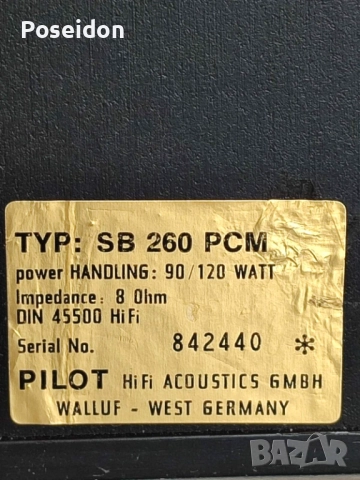 Poseidon
TYP: SB 260 PCM
power HANDLING: 90/120 WATT
Impedance: 8 Ohm
DIN 45500 HiFi
Serial No. 842440 *
PILOT HiFi ACOUSTICS GMBH
WALLUF - WEST GERMANY
BAZAR
bg